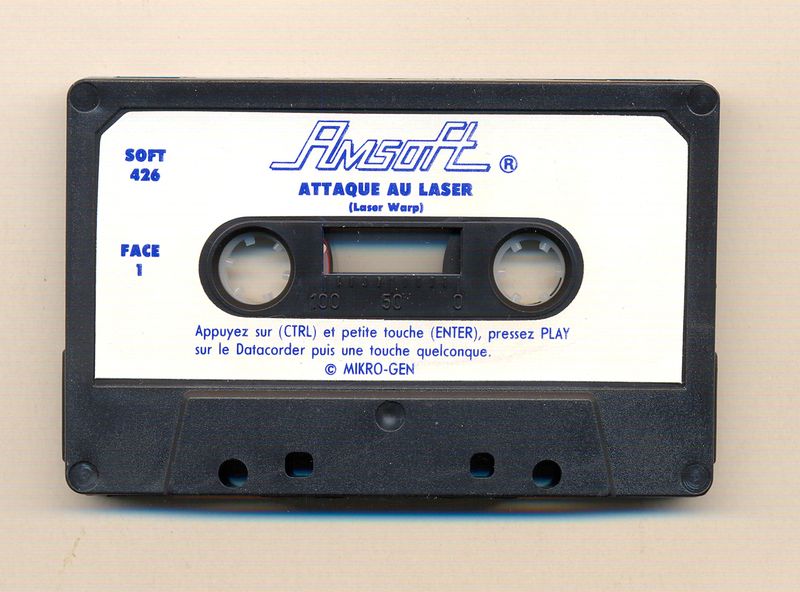 Amsoft ®
SOFT
426
ATTAQUE AU LASER
(Laser Warp)
FACE
1
100 50 0
Appuyez sur (CTRL) et petite touche (ENTER), pressez PLAY
sur le Datacorder puis une touche quelconque.
© MIKRO-GEN